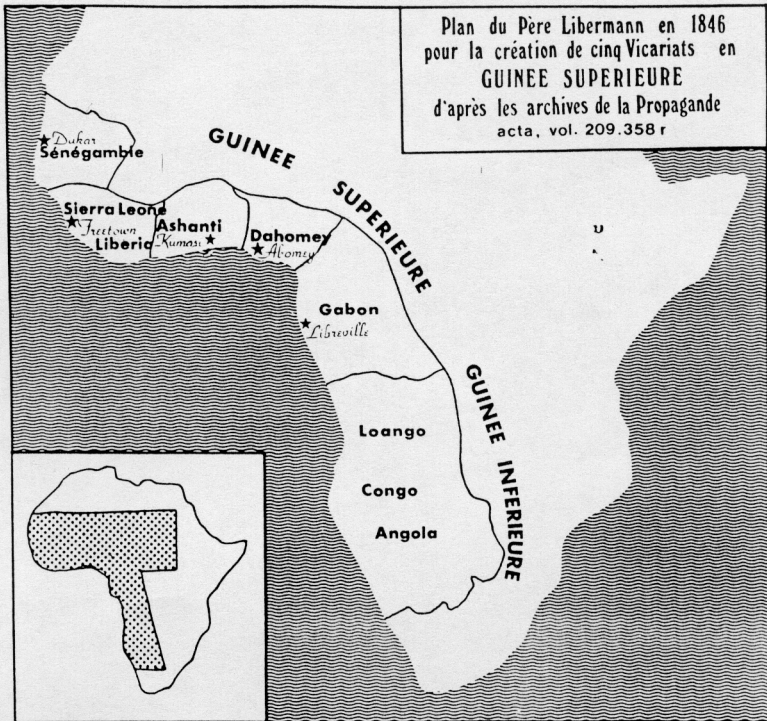 Plan du Père Libermann en 1846
pour la création de cinq Vicariats en
GUINEE SUPERIEURE
d'après les archives de la Propagande
acta, vol. 209.358 r
GUINEE
SUPERIEURE
Dakar
Sénégambie
Sierra Leone
Freetown
Liberia
Ashanti
Kumasi
Dahomey
Abomey
Gabon
Libreville
GUINEE INFERIEURE
Loango
Congo
Angola